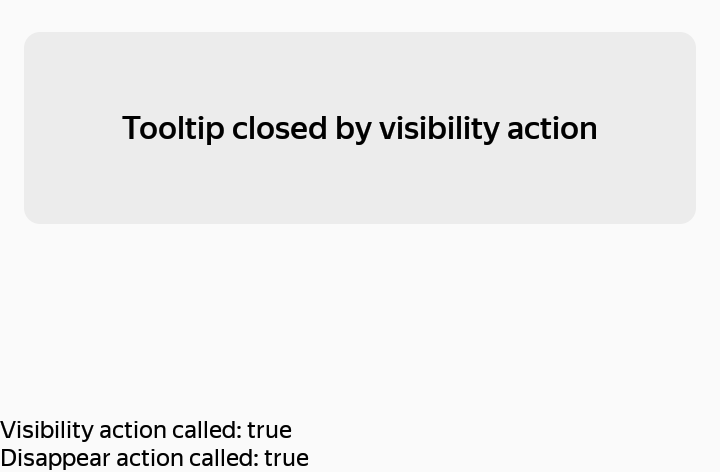 Tooltip closed by visibility action
Visibility action called: true
Disappear action called: true